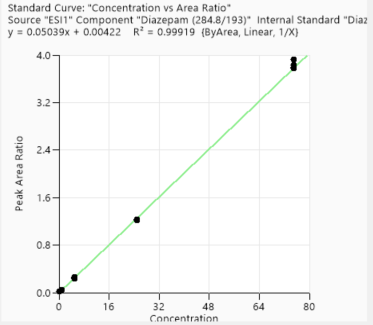 Standard Curve: "Concentration vs Area Ratio"
Source "ESI1" Component "Diazepam (284.8/193)" Internal Standard "Diaz
y = 0.05039x + 0.00422 R² = 0.99919 {ByArea, Linear, 1/X}
4.0
3.2
2.4
1.6
0.8
0.0
Peak Area Ratio
0 16 32 48 64 80
Concentration